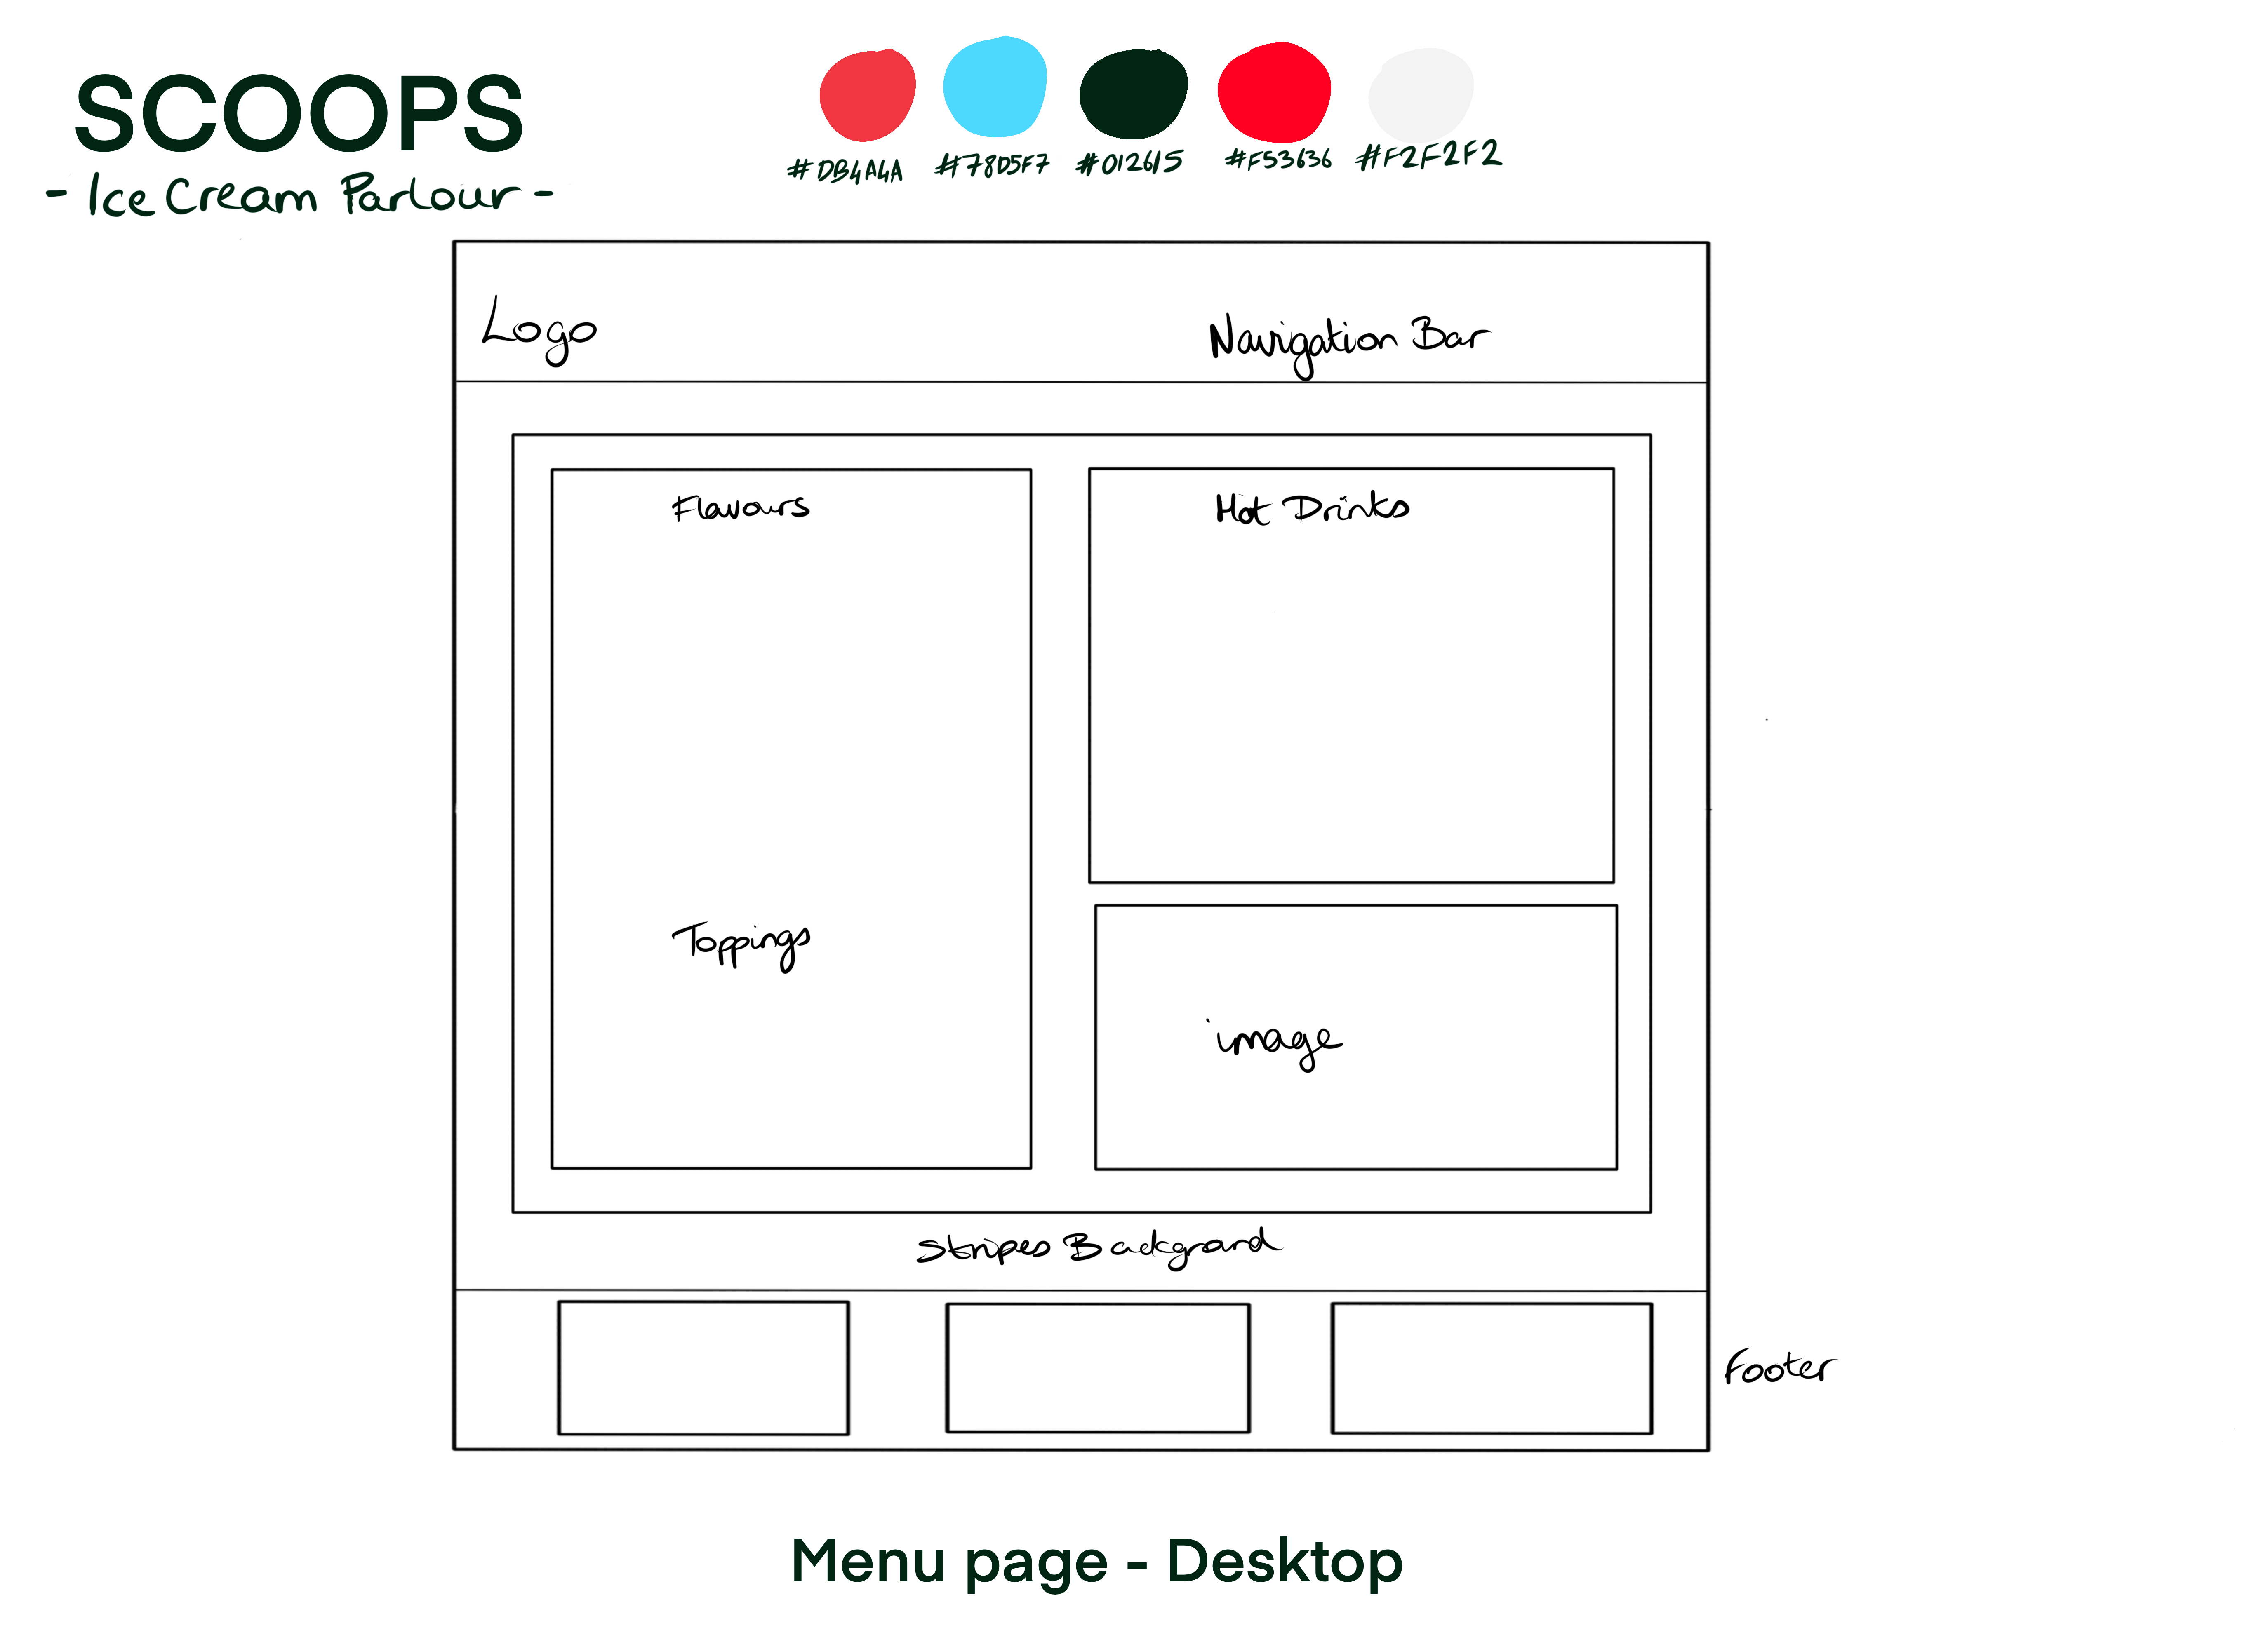 SCOOPS
- Ice Cream Parlour -
#DB4A4A #78D5F7 #012615 #F53636 #F2F2F2
Logo
Navigation Bar
Flavours
Hot Drinks
Toppings
image
Stripes Background
Footer
Menu page - Desktop